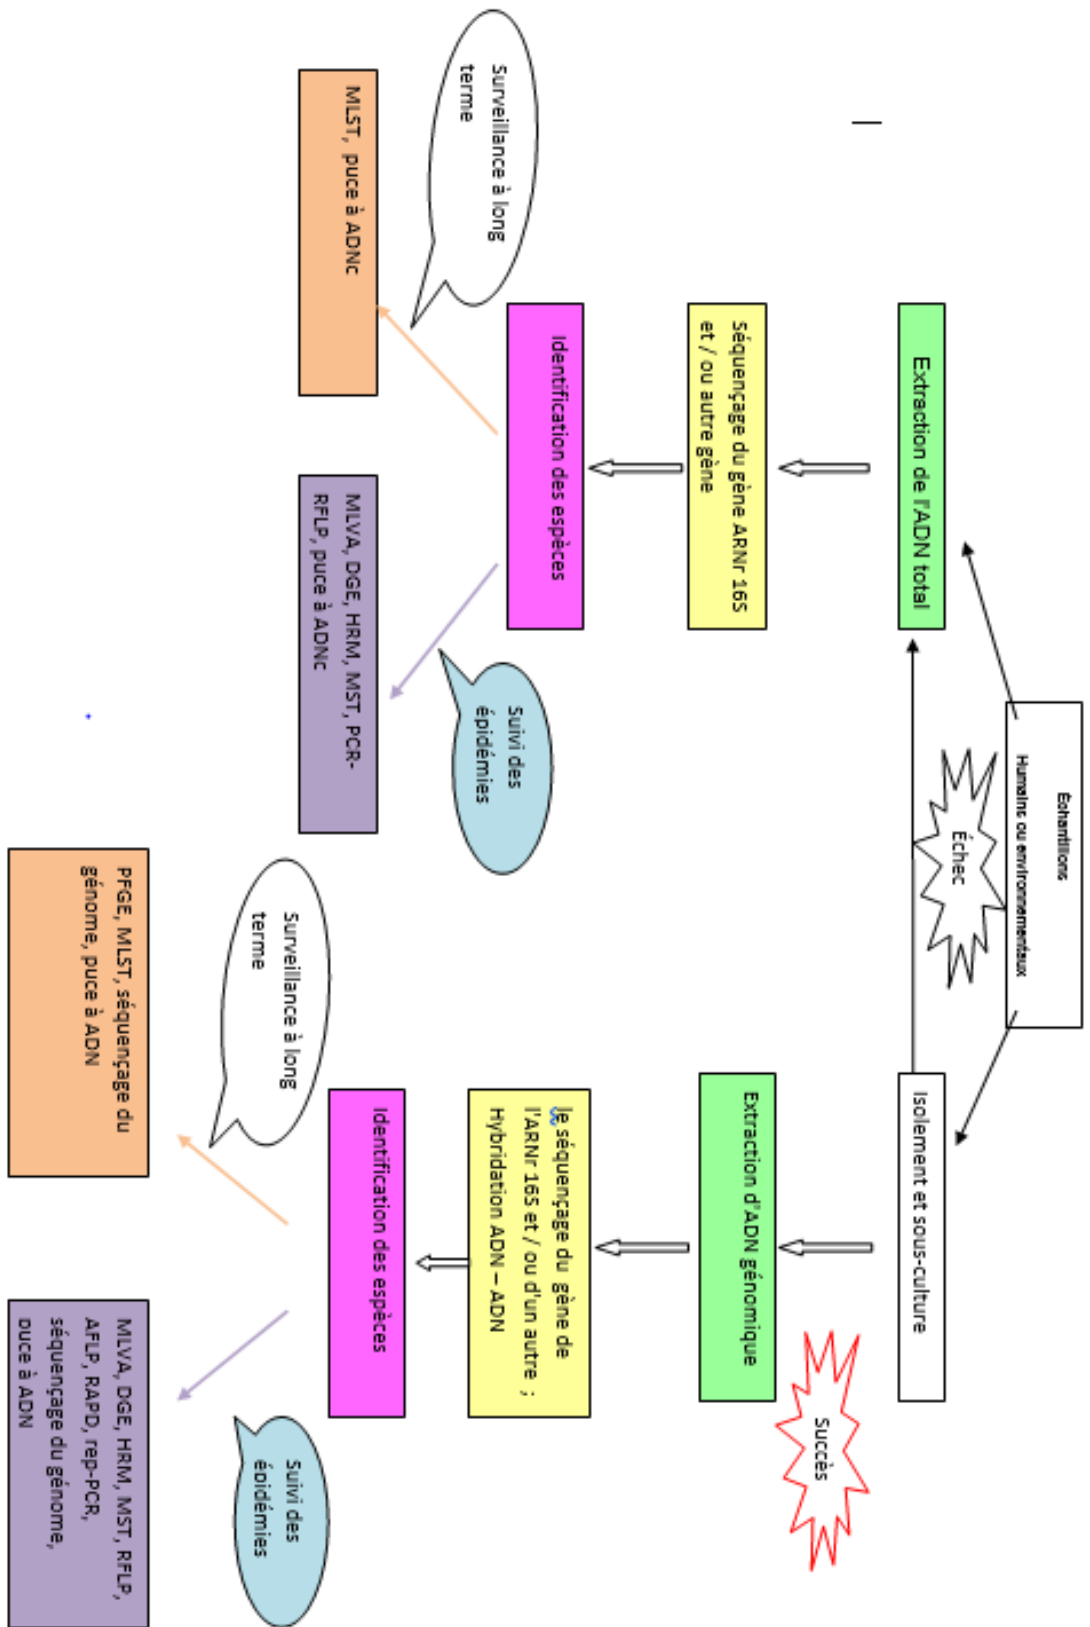 Échantillons
Humains ou environnementaux
Échec
Extraction de l'ADN total
Isolement et sous-culture
Succès
Séquençage du gène ARNr 16S
et / ou autre gène
Extraction d'ADN génomique
Identification des espèces
le séquençage du gène de
l'ARNr 16S et / ou d'un autre ;
Hybridation ADN – ADN
Surveillance à long
terme
Suivi des
épidémies
Identification des espèces
MLST, puce à ADNc
MLVA, DGE, HRM, MST, PCR-
RFLP, puce à ADNc
Surveillance à long
terme
Suivi des
épidémies
PFGE, MLST, séquençage du
génome, puce à ADN
MLVA, DGE, HRM, MST, RFLP,
AFLP, RAPD, rep-PCR,
séquençage du génome,
puce à ADN